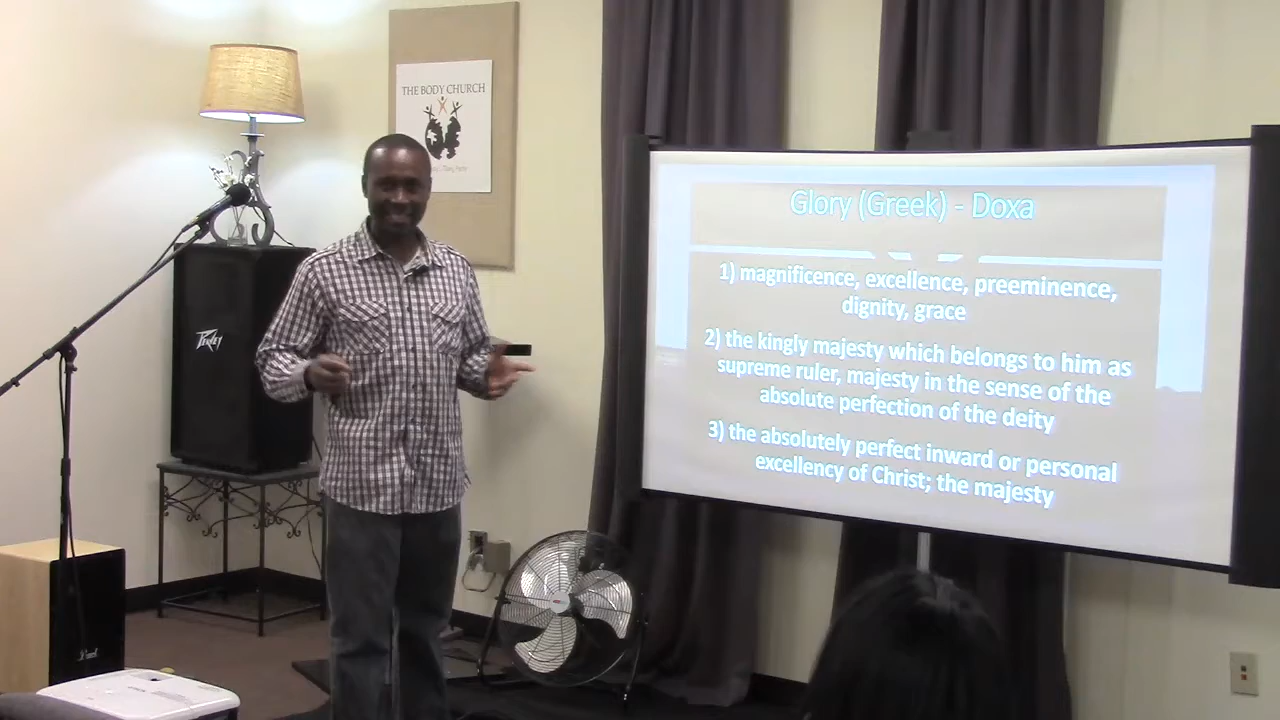 THE BODY CHURCH
PEAVEY
Glory (Greek) - Doxa
1) magnificence, excellence, preeminence,
dignity, grace
2) the kingly majesty which belongs to him as
supreme ruler, majesty in the sense of the
absolute perfection of the deity
3) the absolutely perfect inward or personal
excellency of Christ; the majesty
Pearl